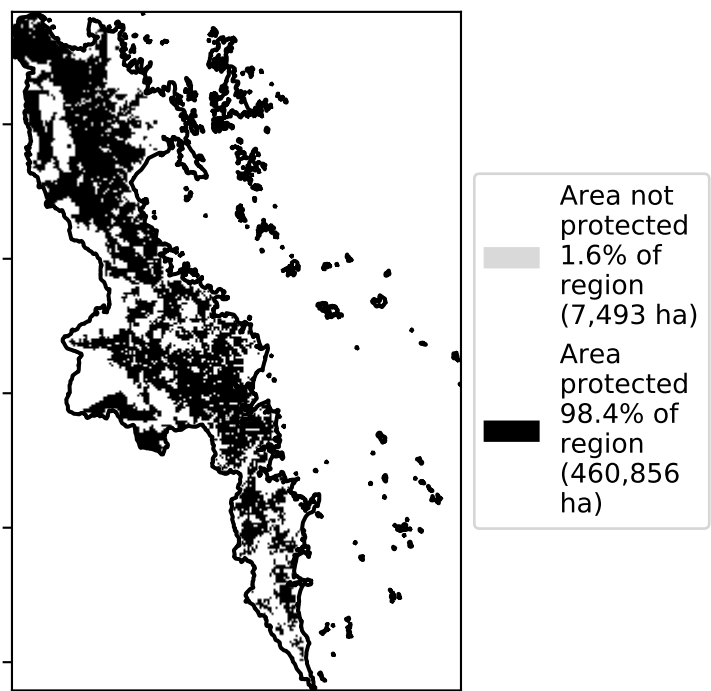 Area not
protected
1.6% of
region
(7,493 ha)
Area
protected
98.4% of
region
(460,856
ha)